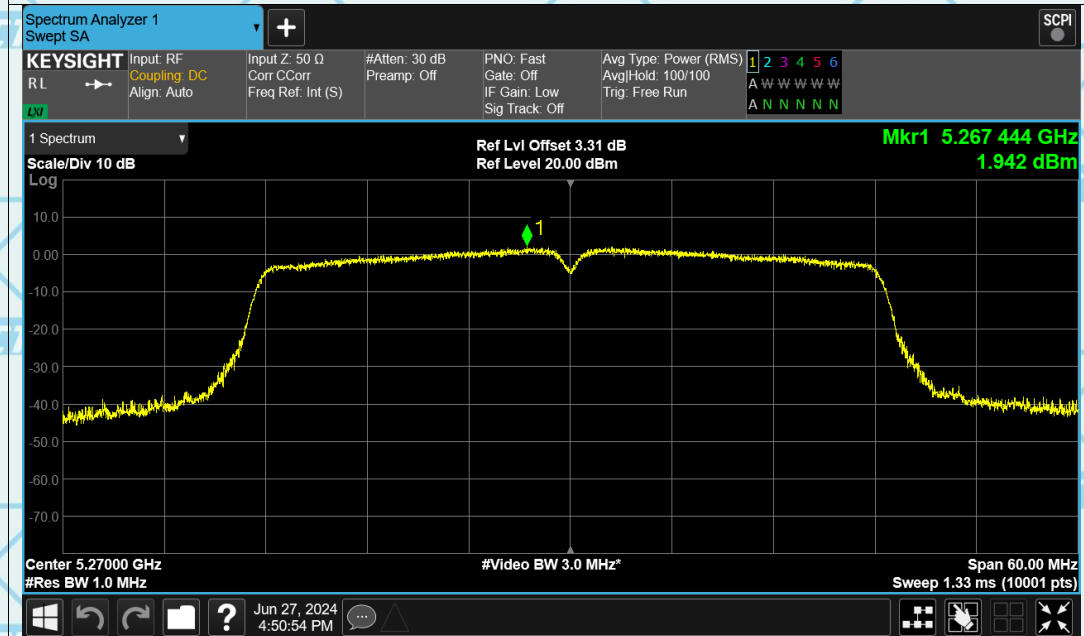 Spectrum Analyzer 1
Swept SA
+
SCPI
KEYSIGHT
RL
LXI
Input: RF
Coupling: DC
Align: Auto
Input Z: 50 Ω
Corr CCorr
Freq Ref: Int (S)
#Atten: 30 dB
Preamp: Off
PNO: Fast
Gate: Off
IF Gain: Low
Sig Track: Off
Avg Type: Power (RMS)
Avg|Hold: 100/100
Trig: Free Run
1 2 3 4 5 6
A W W W W W
A N N N N N
1 Spectrum
Scale/Div 10 dB
Log
Ref Lvl Offset 3.31 dB
Ref Level 20.00 dBm
Mkr1 5.267 444 GHz
1.942 dBm
10.0
0.00
-10.0
-20.0
-30.0
-40.0
-50.0
-60.0
-70.0
1
Center 5.27000 GHz
#Res BW 1.0 MHz
#Video BW 3.0 MHz*
Span 60.00 MHz
Sweep 1.33 ms (10001 pts)
?
Jun 27, 2024
4:50:54 PM